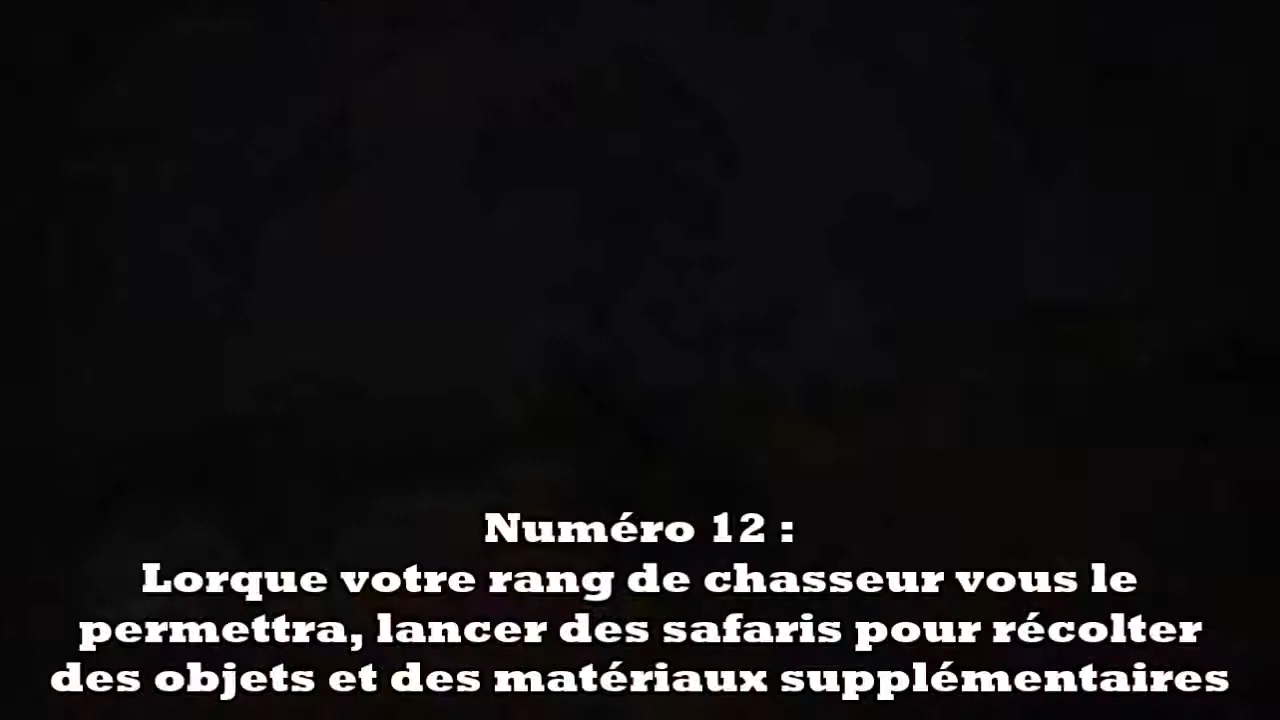 Numéro 12 :
Lorque votre rang de chasseur vous le
permettra, lancer des safaris pour récolter
des objets et des matériaux supplémentaires